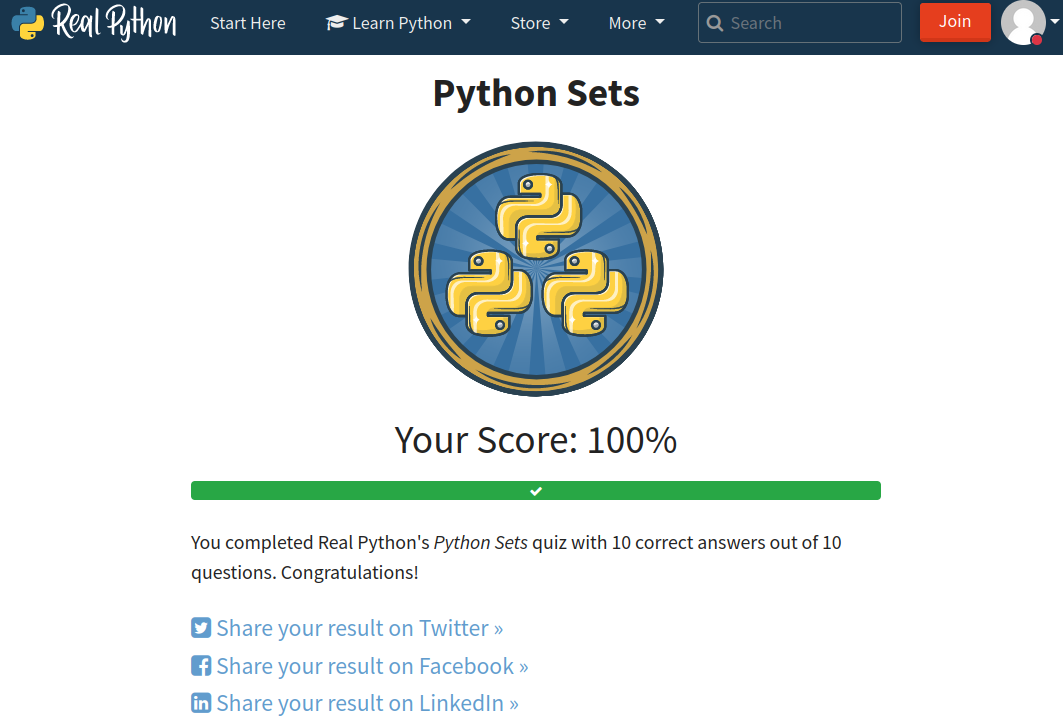 Real Python Start Here Learn Python Store More Search Join
Python Sets
Your Score: 100%
You completed Real Python's Python Sets quiz with 10 correct answers out of 10
questions. Congratulations!
Share your result on Twitter »
Share your result on Facebook »
Share your result on LinkedIn »